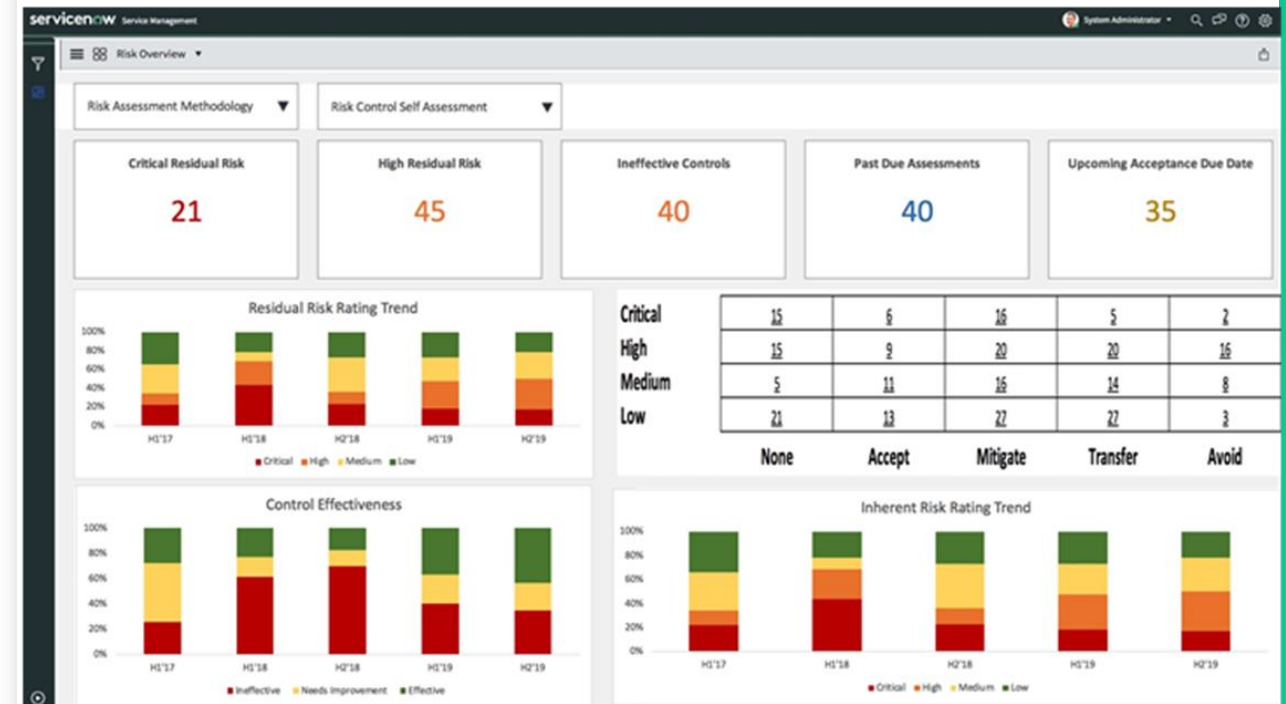 servicenow Service Management
System Administrator
Risk Overview
Risk Assessment Methodology
Risk Control Self Assessment
Critical Residual Risk
21
High Residual Risk
45
Ineffective Controls
40
Past Due Assessments
40
Upcoming Acceptance Due Date
35
Residual Risk Rating Trend
100%
80%
60%
40%
20%
0%
H1'17 H1'18 H2'18 H1'19 H2'19
Critical High Medium Low
Critical 15 6 16 5 2
High 15 9 20 20 16
Medium 5 11 16 14 8
Low 21 13 27 27 3
None Accept Mitigate Transfer Avoid
Control Effectiveness
100%
80%
60%
40%
20%
0%
H1'17 H1'18 H2'18 H1'19 H2'19
Ineffective Needs Improvement Effective
Inherent Risk Rating Trend
100%
80%
60%
40%
20%
0%
H1'17 H1'18 H2'18 H1'19 H2'19
Critical High Medium Low